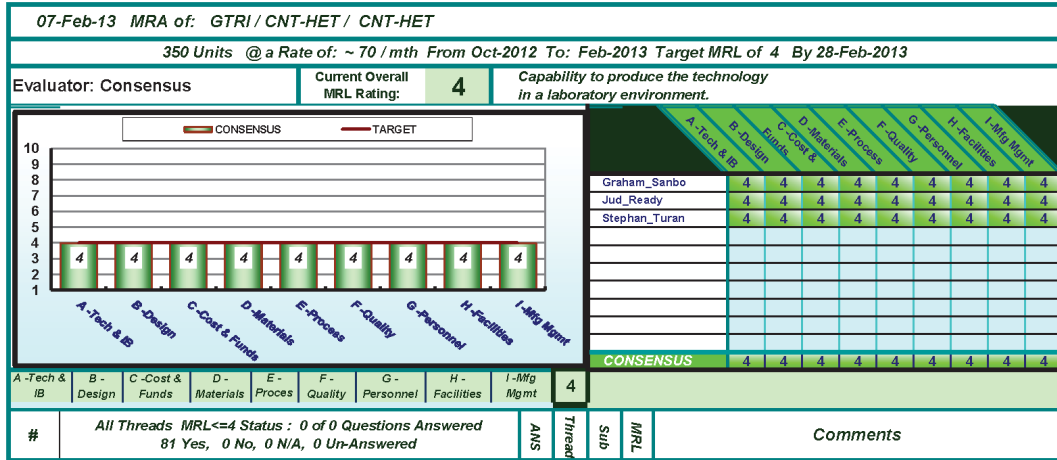 07-Feb-13 MRA of: GTRI / CNT-HET / CNT-HET
350 Units @ a Rate of: ~ 70 / mth From Oct-2012 To: Feb-2013 Target MRL of 4 By 28-Feb-2013
Evaluator: Consensus
Current Overall
MRL Rating:
4
Capability to produce the technology
in a laboratory environment.
CONSENSUS TARGET
10
9
8
7
6
5
4
3
2
1
4 4 4 4 4 4 4 4 4
A -Tech & IB
B -Design
C -Cost & Funds
D -Materials
E -Process
F -Quality
G -Personnel
H -Facilities
I -Mfg Mgmt
A -Tech & IB
B -Design
C -Cost &
Funds
D -Materials
E -Process
F -Quality
G -Personnel
H -Facilities
I -Mfg Mgmt
Graham_Sanbo 4 4 4 4 4 4 4 4 4
Jud_Ready 4 4 4 4 4 4 4 4 4
Stephan_Turan 4 4 4 4 4 4 4 4 4
CONSENSUS 4 4 4 4 4 4 4 4 4
A -Tech &
IB
B -
Design
C -Cost &
Funds
D -
Materials
E -
Proces
F -
Quality
G -
Personnel
H -
Facilities
I -Mfg
Mgmt
4
#
All Threads MRL<=4 Status : 0 of 0 Questions Answered
81 Yes, 0 No, 0 N/A, 0 Un-Answered
ANS
Thread
Sub
MRL
Comments